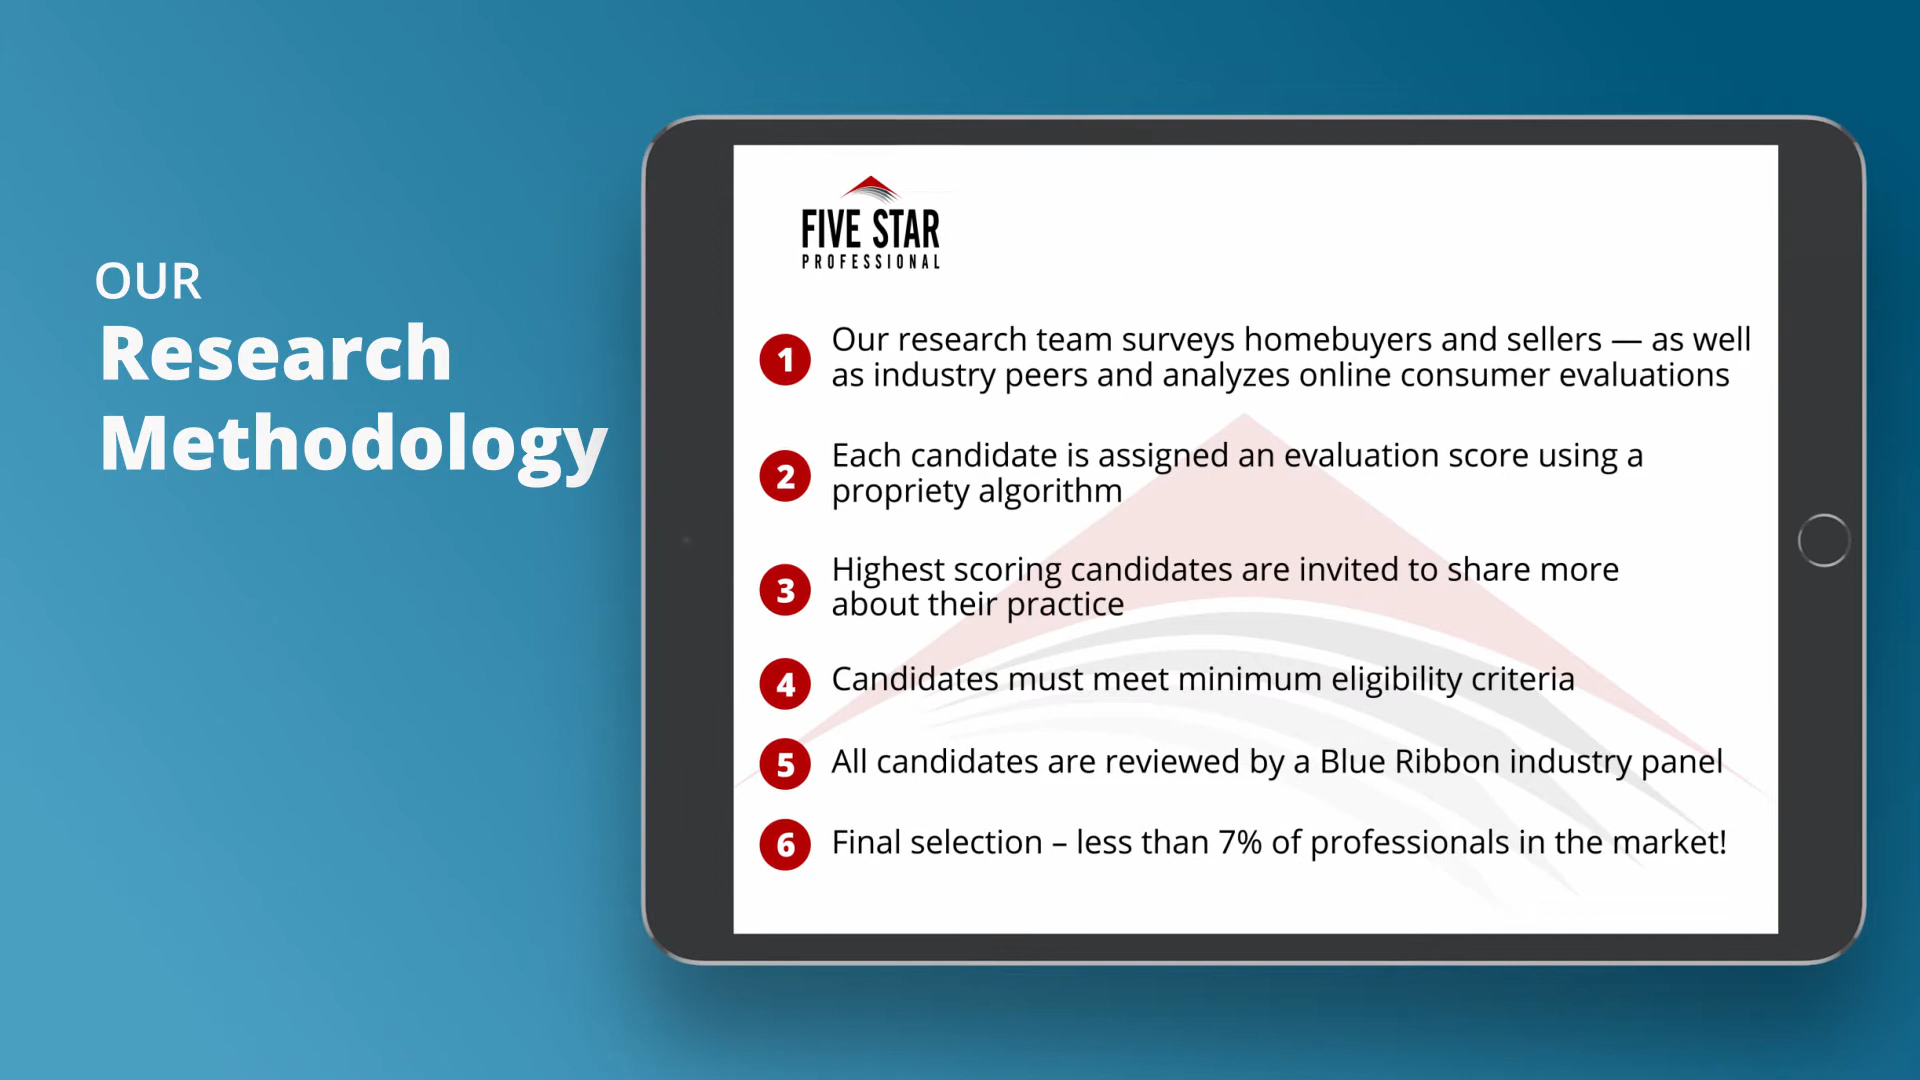 OUR
Research
Methodology
FIVE STAR
PROFESSIONAL
1 Our research team surveys homebuyers and sellers — as well
as industry peers and analyzes online consumer evaluations
2 Each candidate is assigned an evaluation score using a
propriety algorithm
3 Highest scoring candidates are invited to share more
about their practice
4 Candidates must meet minimum eligibility criteria
5 All candidates are reviewed by a Blue Ribbon industry panel
6 Final selection – less than 7% of professionals in the market!